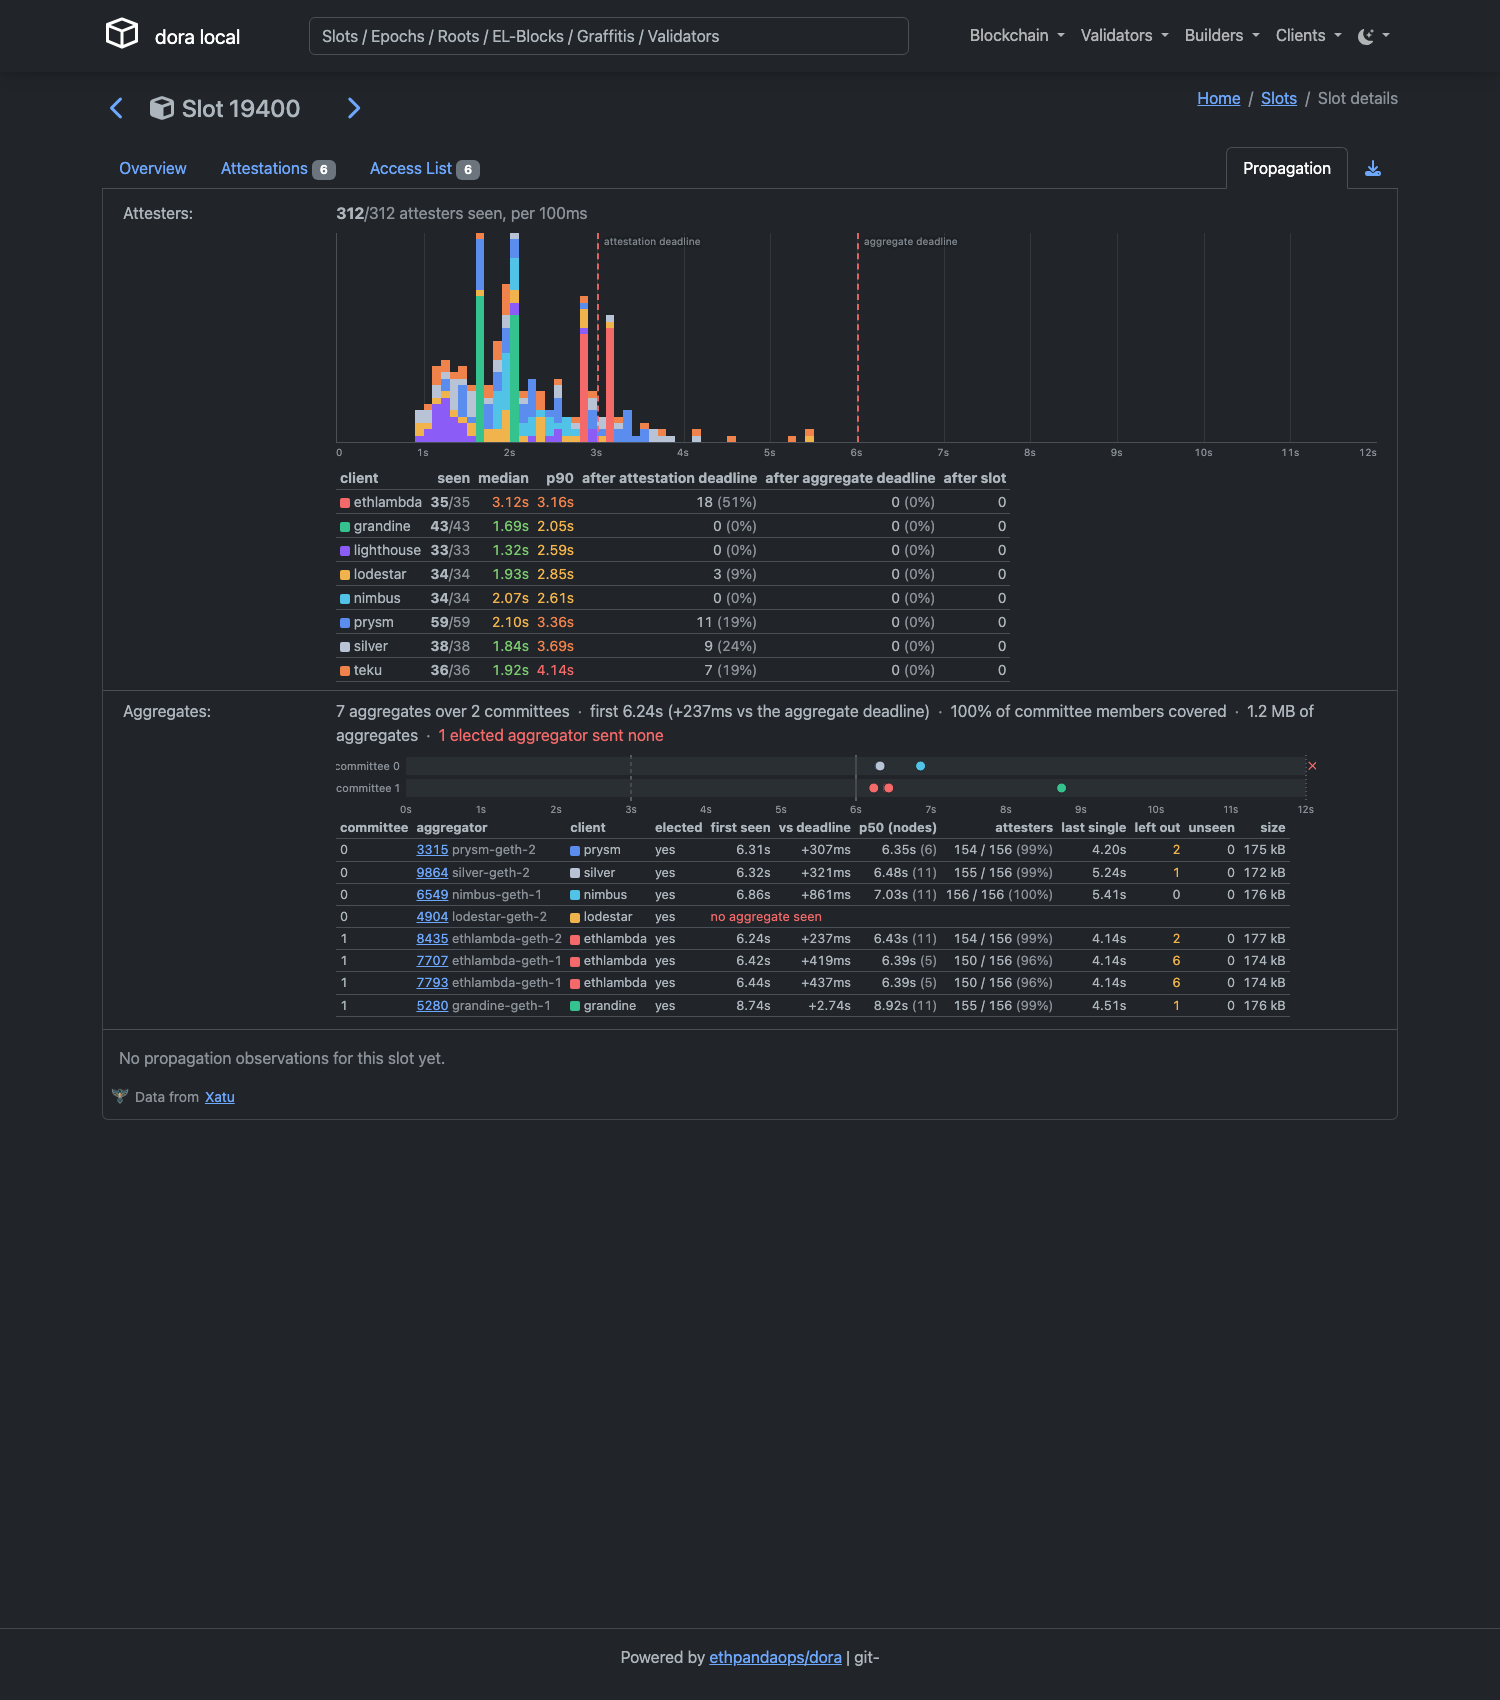 dora local
Slots / Epochs / Roots / EL-Blocks / Graffitis / Validators
Blockchain
Validators
Builders
Clients
Slot 19400
Home / Slots / Slot details
Overview
Attestations 6
Access List 6
Propagation
Attesters:
312/312 attesters seen, per 100ms
attestation deadline
aggregate deadline
0 1s 2s 3s 4s 5s 6s 7s 8s 9s 10s 11s 12s
client seen median p90 after attestation deadline after aggregate deadline after slot
ethlambda 35/35 3.12s 3.16s 18 (51%) 0 (0%) 0
grandine 43/43 1.69s 2.05s 0 (0%) 0 (0%) 0
lighthouse 33/33 1.32s 2.59s 0 (0%) 0 (0%) 0
lodestar 34/34 1.93s 2.85s 3 (9%) 0 (0%) 0
nimbus 34/34 2.07s 2.61s 0 (0%) 0 (0%) 0
prysm 59/59 2.10s 3.36s 11 (19%) 0 (0%) 0
silver 38/38 1.84s 3.69s 9 (24%) 0 (0%) 0
teku 36/36 1.92s 4.14s 7 (19%) 0 (0%) 0
Aggregates:
7 aggregates over 2 committees · first 6.24s (+237ms vs the aggregate deadline) · 100% of committee members covered · 1.2 MB of
aggregates · 1 elected aggregator sent none
committee 0
committee 1
0s 1s 2s 3s 4s 5s 6s 7s 8s 9s 10s 11s 12s
committee aggregator client elected first seen vs deadline p50 (nodes) attesters last single left out unseen size
0 3315 prysm-geth-2 prysm yes 6.31s +307ms 6.35s (6) 154 / 156 (99%) 4.20s 2 0 175 kB
0 9864 silver-geth-2 silver yes 6.32s +321ms 6.48s (11) 155 / 156 (99%) 5.24s 1 0 172 kB
0 6549 nimbus-geth-1 nimbus yes 6.86s +861ms 7.03s (11) 156 / 156 (100%) 5.41s 0 0 176 kB
0 4904 lodestar-geth-2 lodestar yes no aggregate seen
1 8435 ethlambda-geth-2 ethlambda yes 6.24s +237ms 6.43s (11) 154 / 156 (99%) 4.14s 2 0 177 kB
1 7707 ethlambda-geth-1 ethlambda yes 6.42s +419ms 6.39s (5) 150 / 156 (96%) 4.14s 6 0 174 kB
1 7793 ethlambda-geth-1 ethlambda yes 6.44s +437ms 6.39s (5) 150 / 156 (96%) 4.14s 6 0 174 kB
1 5280 grandine-geth-1 grandine yes 8.74s +2.74s 8.92s (11) 155 / 156 (99%) 4.51s 1 0 176 kB
No propagation observations for this slot yet.
Data from Xatu
Powered by ethpandaops/dora | git-